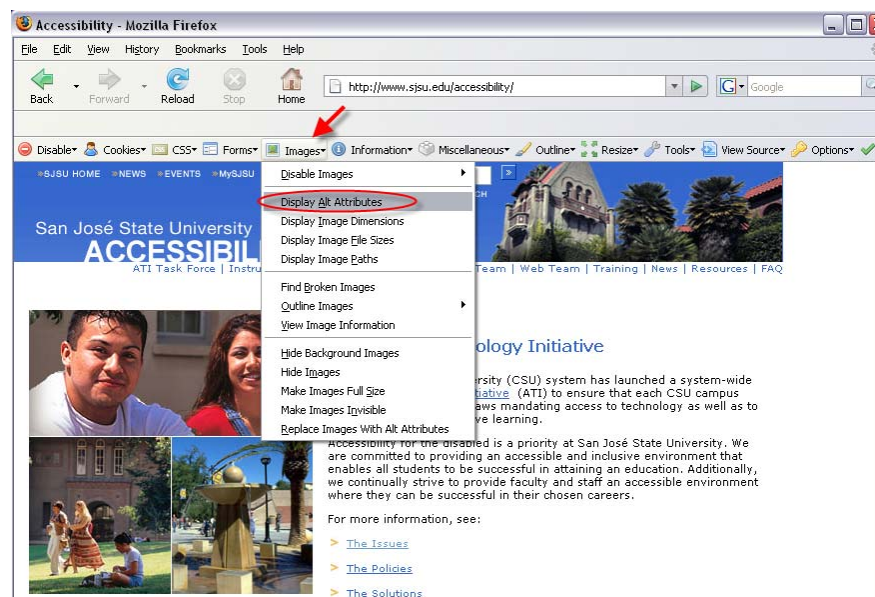 Accessibility - Mozilla Firefox
File Edit View History Bookmarks Tools Help
Back Forward Reload Stop Home http://www.sjsu.edu/accessibility/ G Google
Disable Cookies CSS Forms Images Information Miscellaneous Outline Resize Tools View Source Options
»SJSU HOME »NEWS »EVENTS »MySJSU
San José State University
ACCESSIBIL
ATI Task Force | Instru
Team | Web Team | Training | News | Resources | FAQ
Disable Images
Display Alt Attributes
Display Image Dimensions
Display Image File Sizes
Display Image Paths
Find Broken Images
Outline Images
View Image Information
Hide Background Images
Hide Images
Make Images Full Size
Make Images Invisible
Replace Images With Alt Attributes
ology Initiative
rsity (CSU) system has launched a system-wide
itiative (ATI) to ensure that each CSU campus
aws mandating access to technology as well as to
ve learning.
Accessibility for the disabled is a priority at San José State University. We
are committed to providing an accessible and inclusive environment that
enables all students to be successful in attaining an education. Additionally,
we continually strive to provide faculty and staff an accessible environment
where they can be successful in their chosen careers.
For more information, see:
> The Issues
> The Policies
> The Solutions